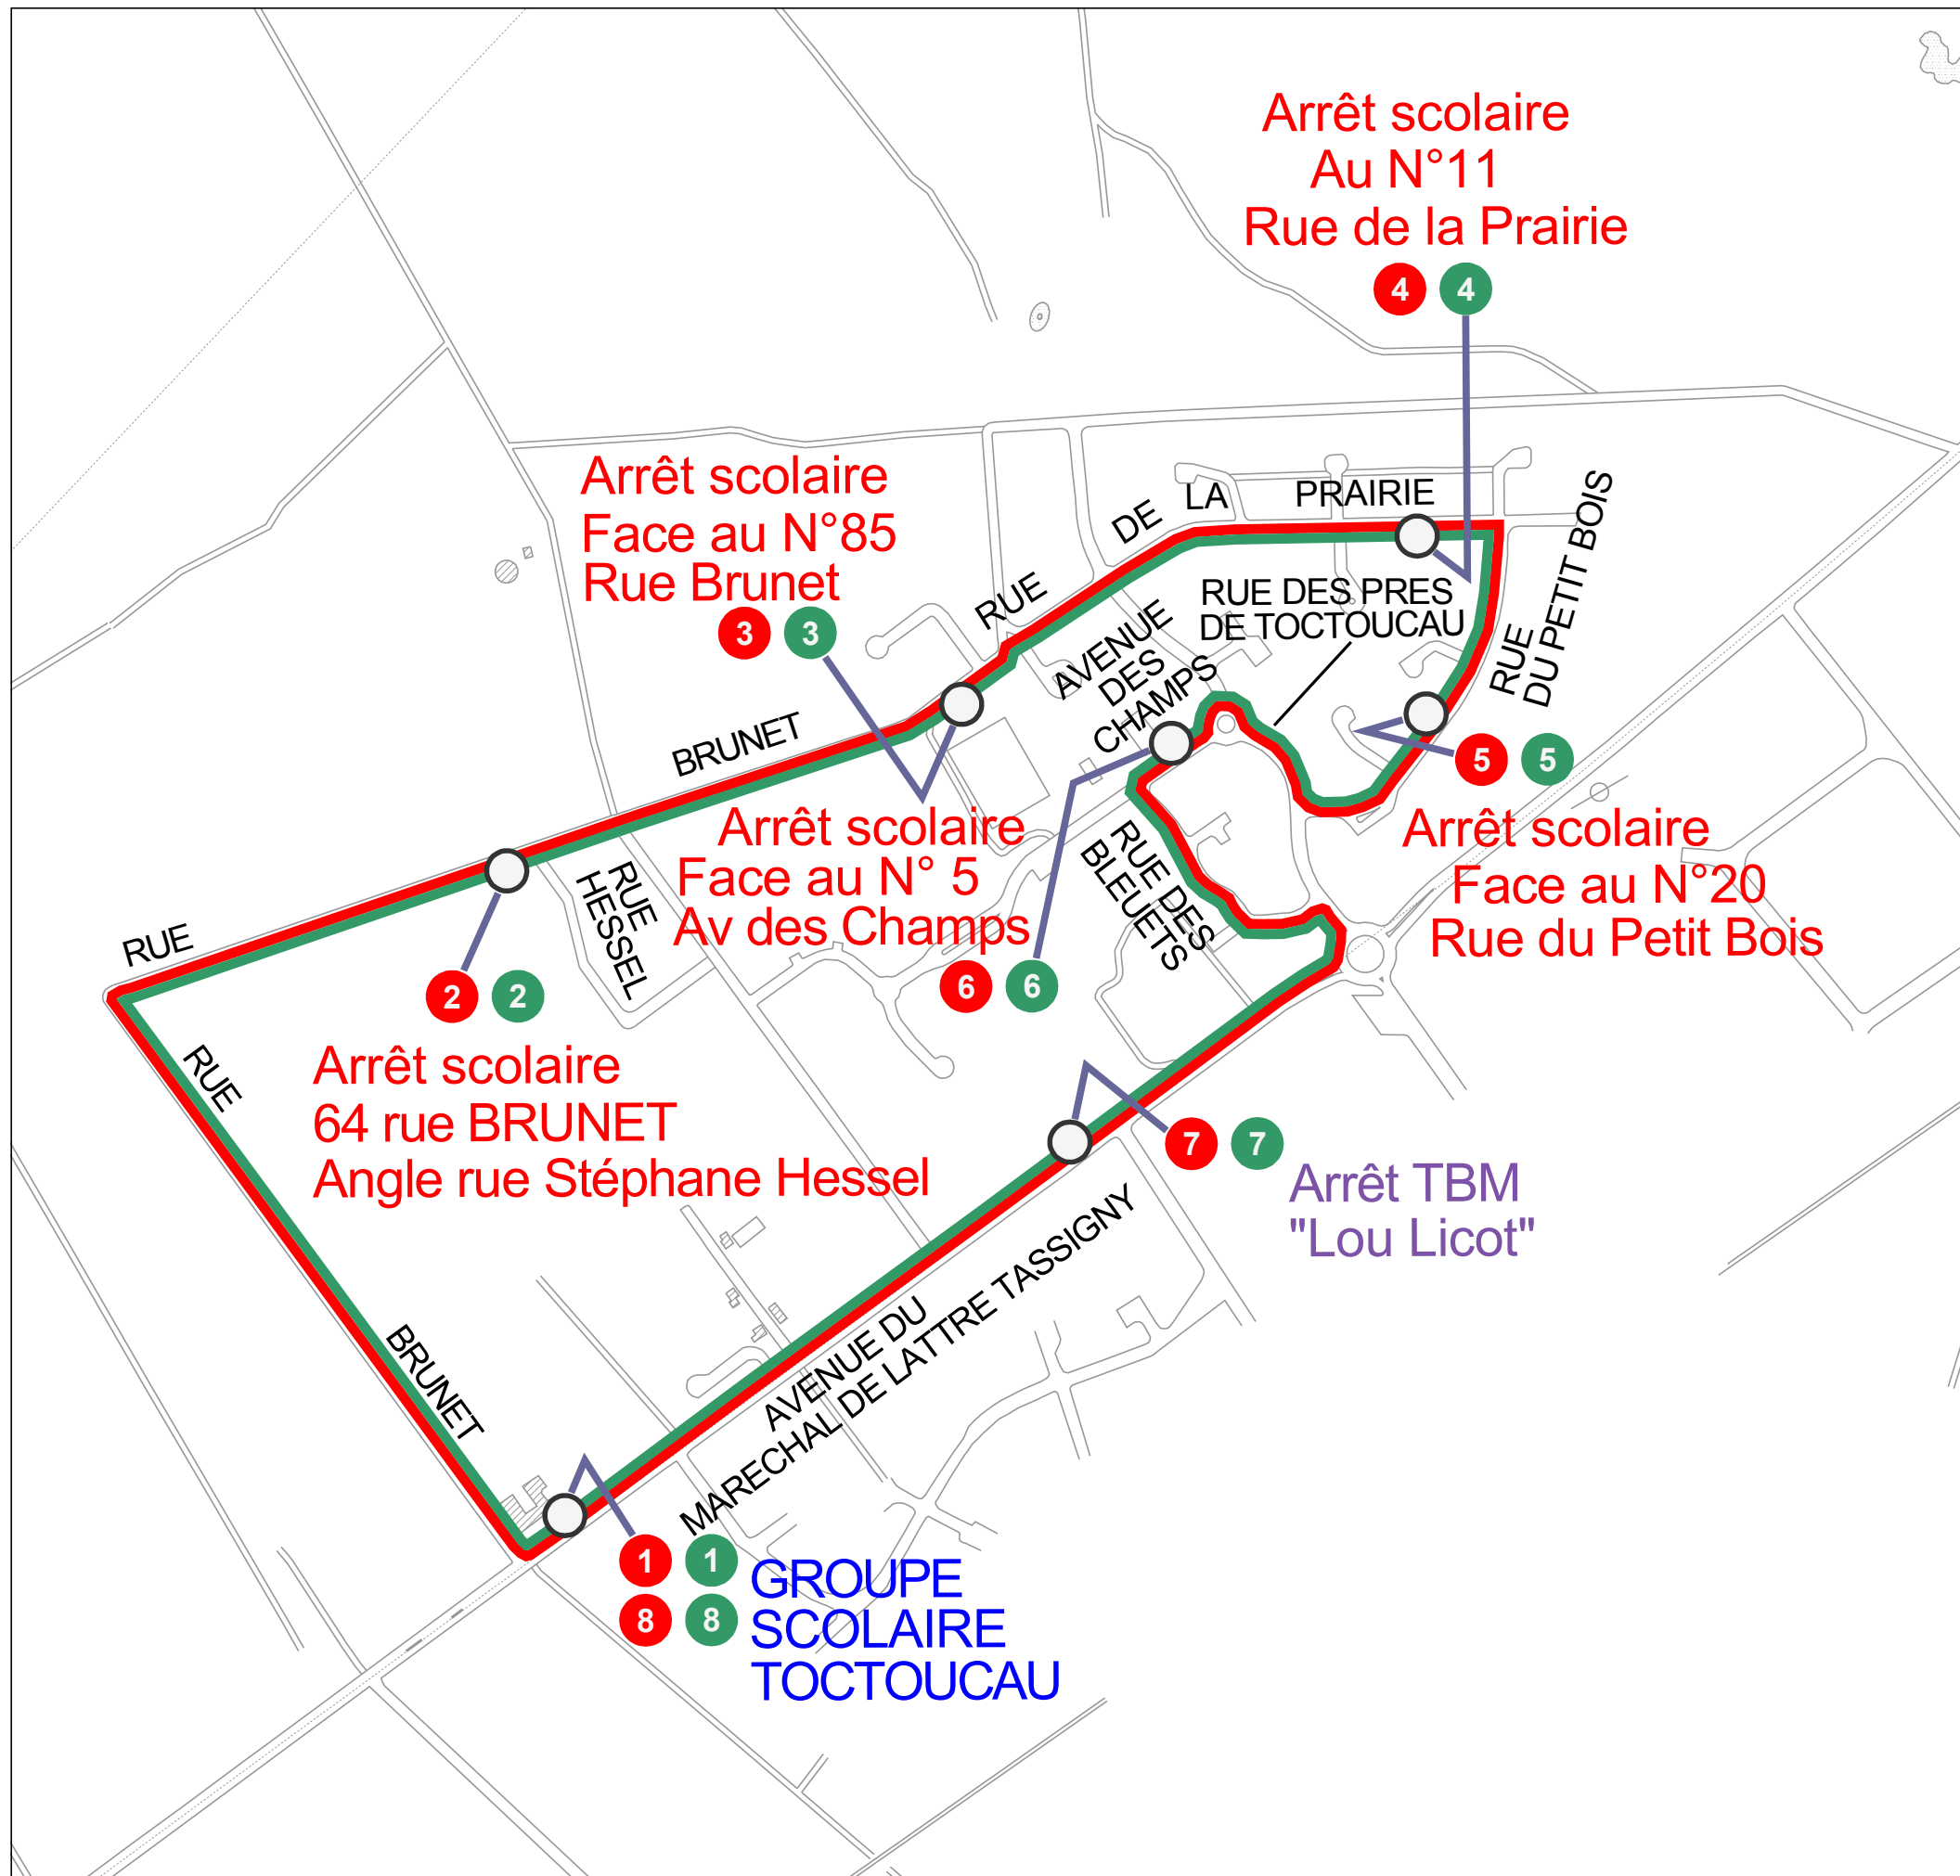 Arrêt scolaire
Au N°11
Rue de la Prairie
4 4
Arrêt scolaire
Face au N°85
Rue Brunet
3 3
DE LA PRAIRIE
RUE
RUE DES PRES
DE TOCTOUCAU
RUE
DU PETIT BOIS
AVENUE
DES
CHAMPS
BRUNET
5 5
Arrêt scolaire
Face au N°20
Rue du Petit Bois
Arrêt scolaire
Face au N° 5
Av des Champs
6 6
RUE DES
BLEUETS
RUE
HESSEL
RUE
2 2
Arrêt scolaire
64 rue BRUNET
Angle rue Stéphane Hessel
RUE
BRUNET
7 7
Arrêt TBM
"Lou Licot"
AVENUE DU
MARECHAL DE LATTRE TASSIGNY
1 1
8 8
GROUPE
SCOLAIRE
TOCTOUCAU